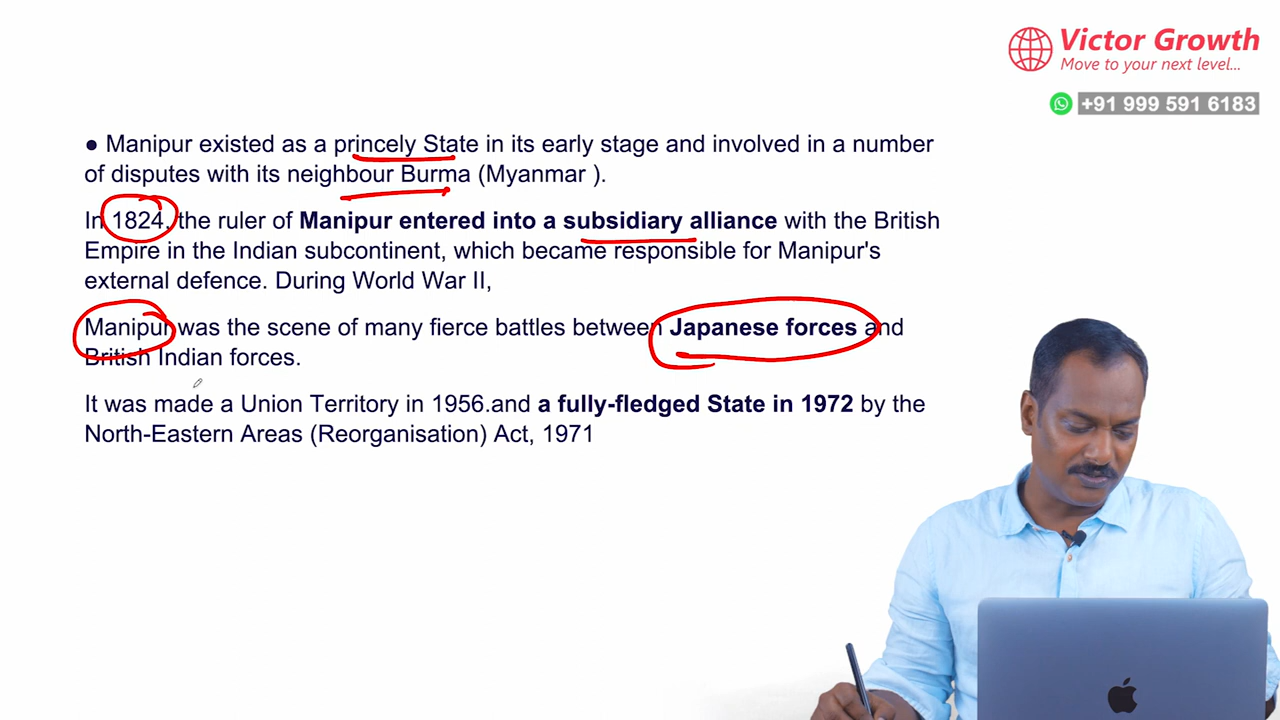 Victor Growth
Move to your next level...
+91 999 591 6183
● Manipur existed as a princely State in its early stage and involved in a number
of disputes with its neighbour Burma (Myanmar ).
In 1824, the ruler of Manipur entered into a subsidiary alliance with the British
Empire in the Indian subcontinent, which became responsible for Manipur's
external defence. During World War II,
Manipur was the scene of many fierce battles between Japanese forces and
British Indian forces.
It was made a Union Territory in 1956.and a fully-fledged State in 1972 by the
North-Eastern Areas (Reorganisation) Act, 1971